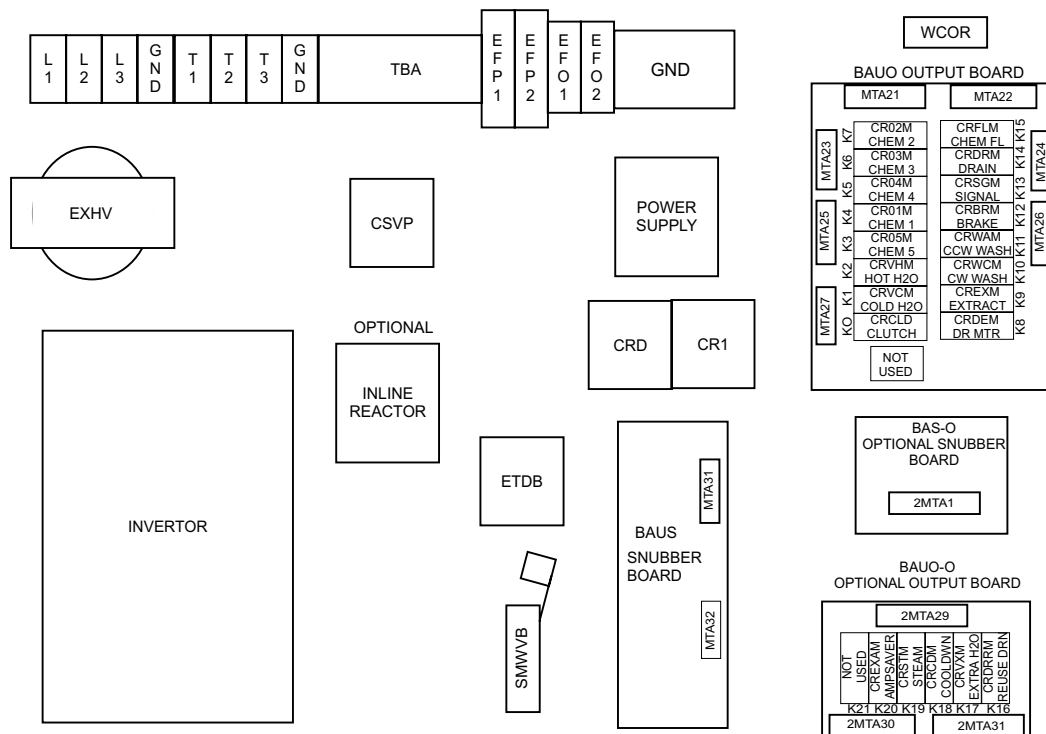 L1 L2 L3 GND T1 T2 T3 GND TBA EFP1 EFP2 EFO1 EFO2 GND
WCOR
BAUO OUTPUT BOARD
MTA21 MTA22
MTA23
MTA25
MTA27
K7 CR02M
CHEM 2
K6 CR03M
CHEM 3
K5 CR04M
CHEM 4
K4 CR01M
CHEM 1
K3 CR05M
CHEM 5
K2 CRVHM
HOT H2O
K1 CRVCM
COLD H2O
KO CRCLD
CLUTCH
NOT
USED
CRFLM K15
CHEM FL
CRDRM K14
DRAIN
CRSGM K13
SIGNAL
CRBRM K12
BRAKE
CRWAM K11
CCW WASH
CRWCM K10
CW WASH
CREXM K9
EXTRACT
CRDEM K8
DR MTR
MTA24
MTA26
EXHV
CSVP
POWER
SUPPLY
CRD CR1
OPTIONAL
INLINE
REACTOR
INVERTOR
ETDB
SMWVB
BAUS
SNUBBER
BOARD
MTA31
MTA32
BAS-O
OPTIONAL SNUBBER
BOARD
2MTA1
BAUO-O
OPTIONAL OUTPUT BOARD
2MTA29
NOT
USED
CREXAM
AMPSAVER
CRSTM
STEAM
CRCDM
COOLDWN
CRVXM
EXTRA H2O
CRDRRM
REUSE DRN
K21 K20 K19 K18 K17 K16
2MTA30 2MTA31